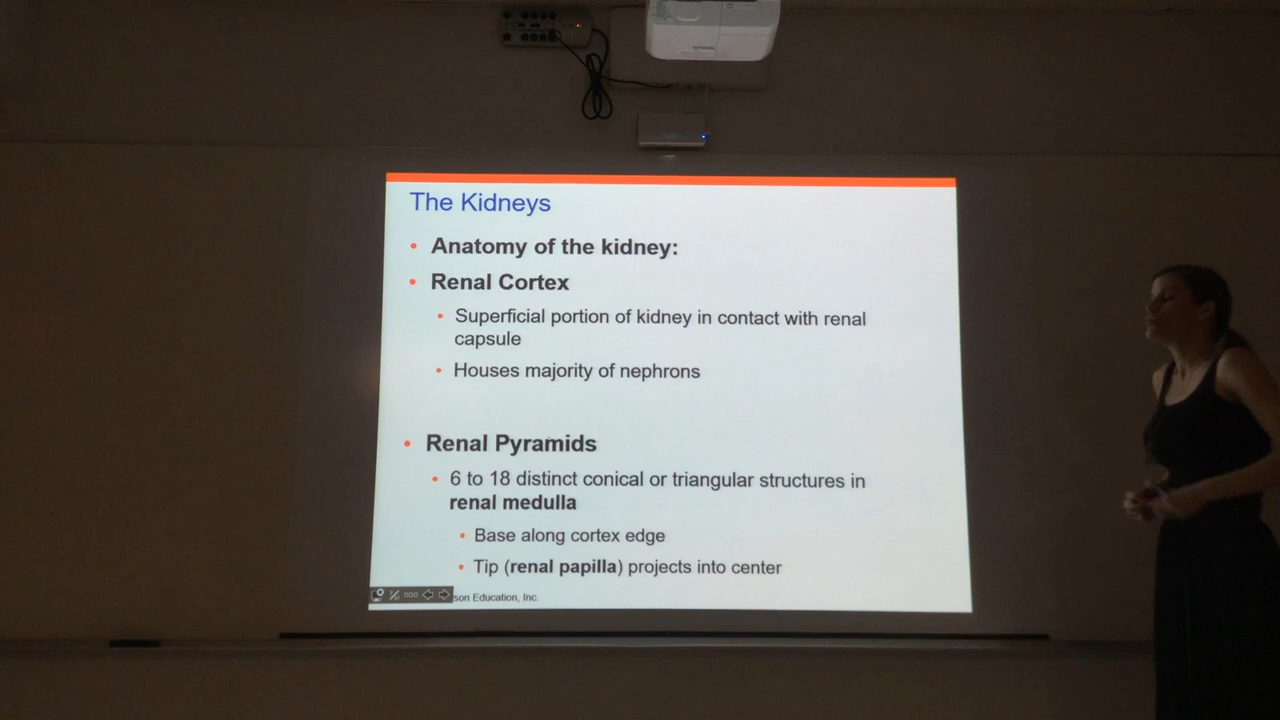 EPSON
The Kidneys
• Anatomy of the kidney:
• Renal Cortex
• Superficial portion of kidney in contact with renal
capsule
• Houses majority of nephrons
• Renal Pyramids
• 6 to 18 distinct conical or triangular structures in
renal medulla
• Base along cortex edge
• Tip (renal papilla) projects into center
son Education, Inc.